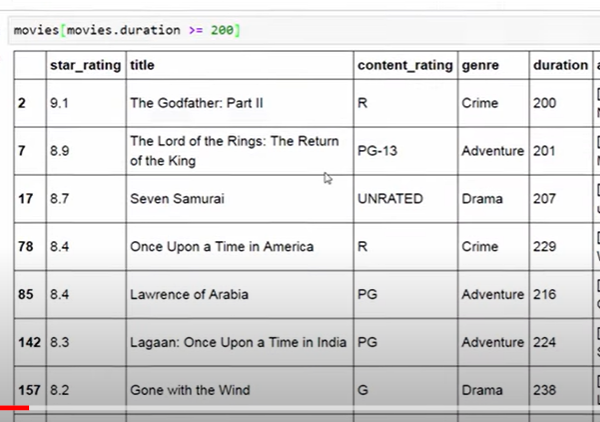 movies[movies.duration >= 200]
star_rating title content_rating genre duration
2 9.1 The Godfather: Part II R Crime 200
7 8.9 The Lord of the Rings: The Return of the King PG-13 Adventure 201
17 8.7 Seven Samurai UNRATED Drama 207
78 8.4 Once Upon a Time in America R Crime 229
85 8.4 Lawrence of Arabia PG Adventure 216
142 8.3 Lagaan: Once Upon a Time in India PG Adventure 224
157 8.2 Gone with the Wind G Drama 238